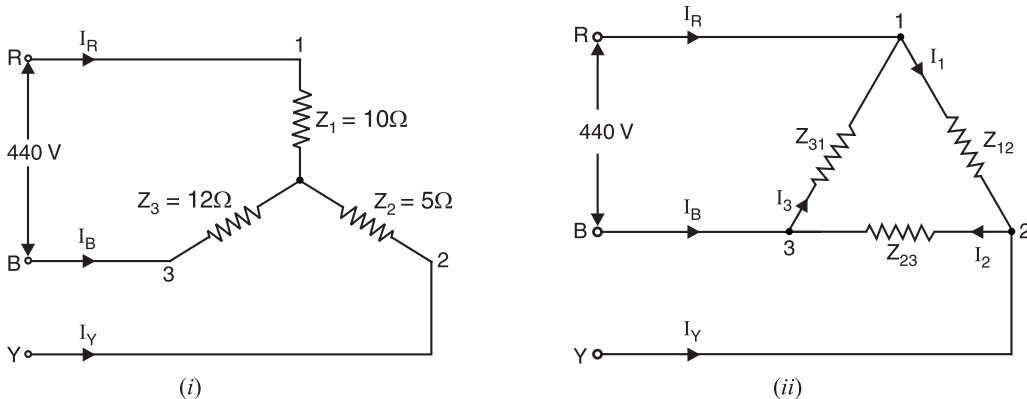 R
I_R
1
440 V
Z_1 = 10Ω
Z_3 = 12Ω
Z_2 = 5Ω
B
I_B
3
2
Y
I_Y
(i)
R
I_R
1
I_1
440 V
Z_31
Z_12
I_3
B
I_B
3
Z_23
I_2
2
Y
I_Y
(ii)